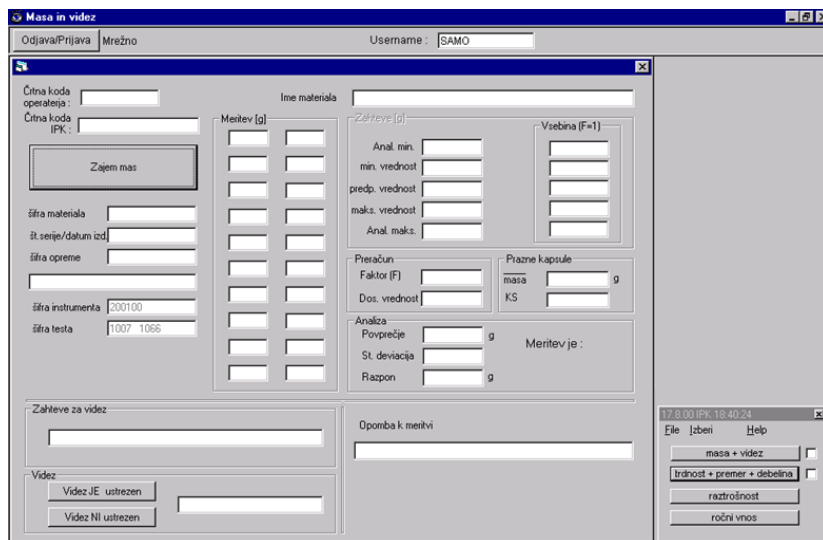 Masa in videz
Odjava/Prijava Mrežno Username : SAMO
Črtna koda operaterja :
Ime materiala
Črtna koda IPK :
Zajem mas
šifra materiala
št.serije/datum izd.
šifra opreme
šifra instrumenta 200100
šifra testa 1007 1066
Meritev [g]
Zahteve [g]
Anal. min.
min. vrednost
predp. vrednost
maks. vrednost
Anal. maks.
Vsebina (F=1)
Preračun
Faktor (F)
Dos. vrednost
Prazne kapsule
masa g
KS
Analiza
Povprečje g
St. deviacija
Razpon g
Meritev je :
Zahteve za videz
Opomba k meritvi
Videz
Videz JE ustrezen
Videz NI ustrezen
17.8.00 IPK 18:40:24
File Izberi Help
masa + videz
trdnost + premer + debelina
raztrošnost
ročni vnos